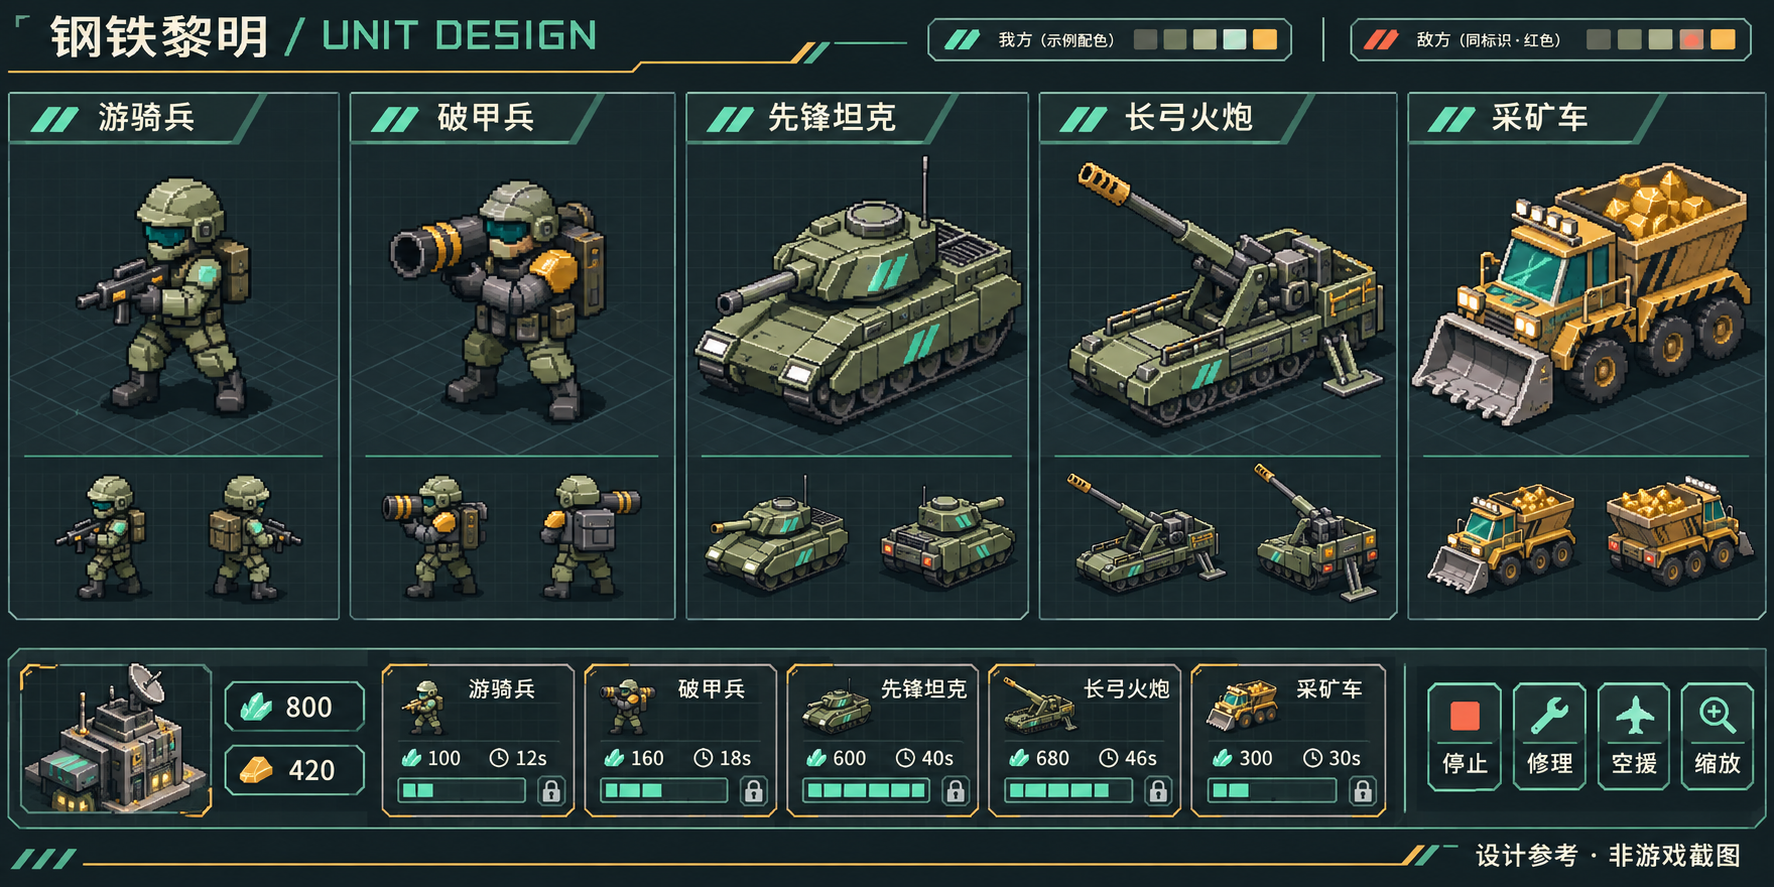 钢铁黎明 / UNIT DESIGN
我方（示例配色）
敌方（同标识·红色）
游骑兵
破甲兵
先锋坦克
长弓火炮
采矿车
800
420
游骑兵
100 12s
破甲兵
160 18s
先锋坦克
600 40s
长弓火炮
680 46s
采矿车
300 30s
停止
修理
空援
缩放
设计参考 · 非游戏截图